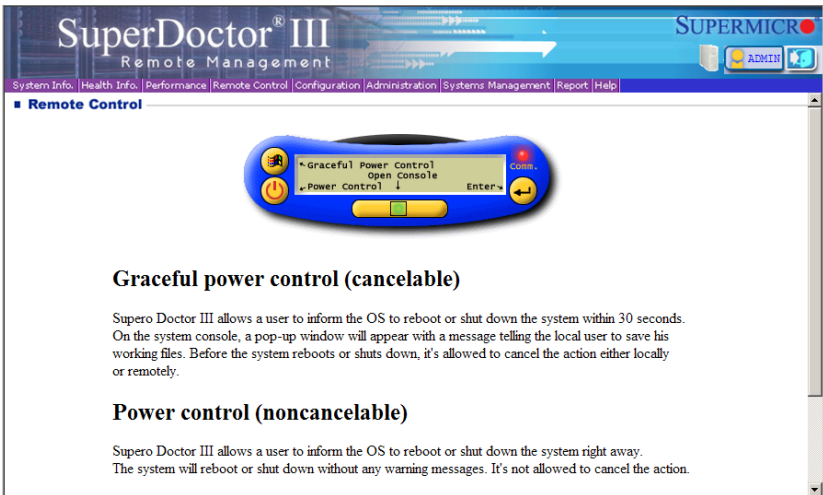 SuperDoctor® III
Remote Management
SUPERMICRO
ADMIN
System Info. Health Info. Performance Remote Control Configuration Administration Systems Management Report Help
Remote Control
Graceful Power Control
Open Console
Power Control ↓ Enter
Comm.
Graceful power control (cancelable)
Supero Doctor III allows a user to inform the OS to reboot or shut down the system within 30 seconds.
On the system console, a pop-up window will appear with a message telling the local user to save his
working files. Before the system reboots or shuts down, it's allowed to cancel the action either locally
or remotely.
Power control (noncancelable)
Supero Doctor III allows a user to inform the OS to reboot or shut down the system right away.
The system will reboot or shut down without any warning messages. It's not allowed to cancel the action.